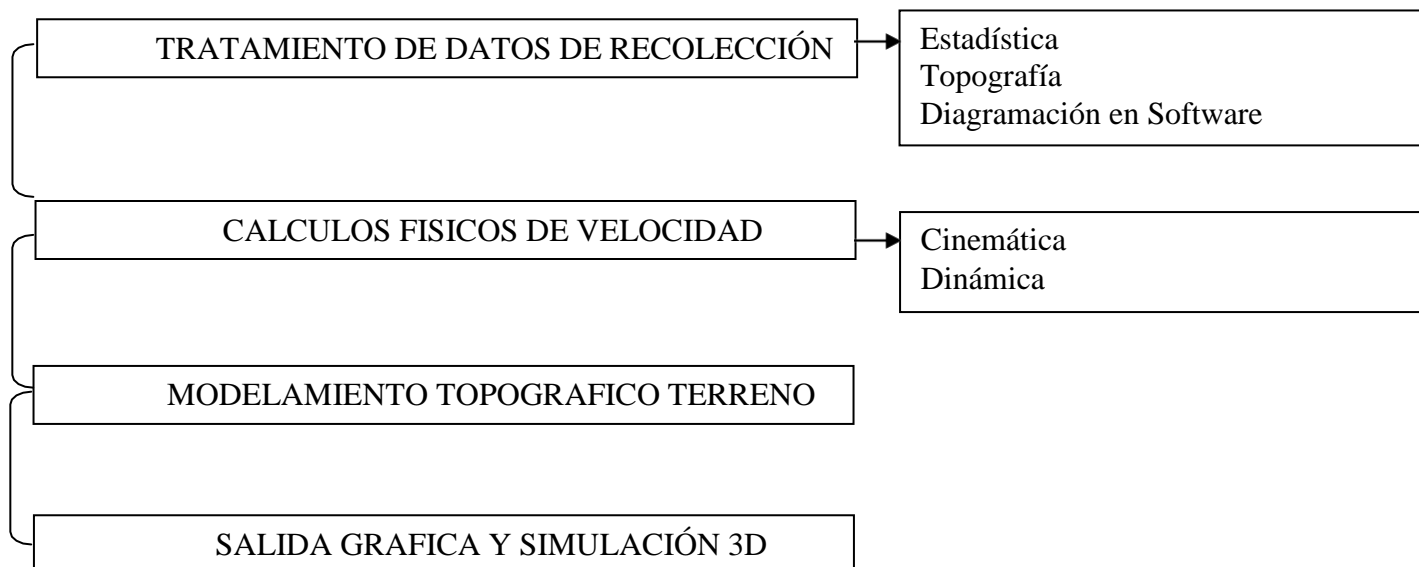 TRATAMIENTO DE DATOS DE RECOLECCIÓN
Estadística
Topografía
Diagramación en Software
CALCULOS FISICOS DE VELOCIDAD
Cinemática
Dinámica
MODELAMIENTO TOPOGRAFICO TERRENO
SALIDA GRAFICA Y SIMULACIÓN 3D